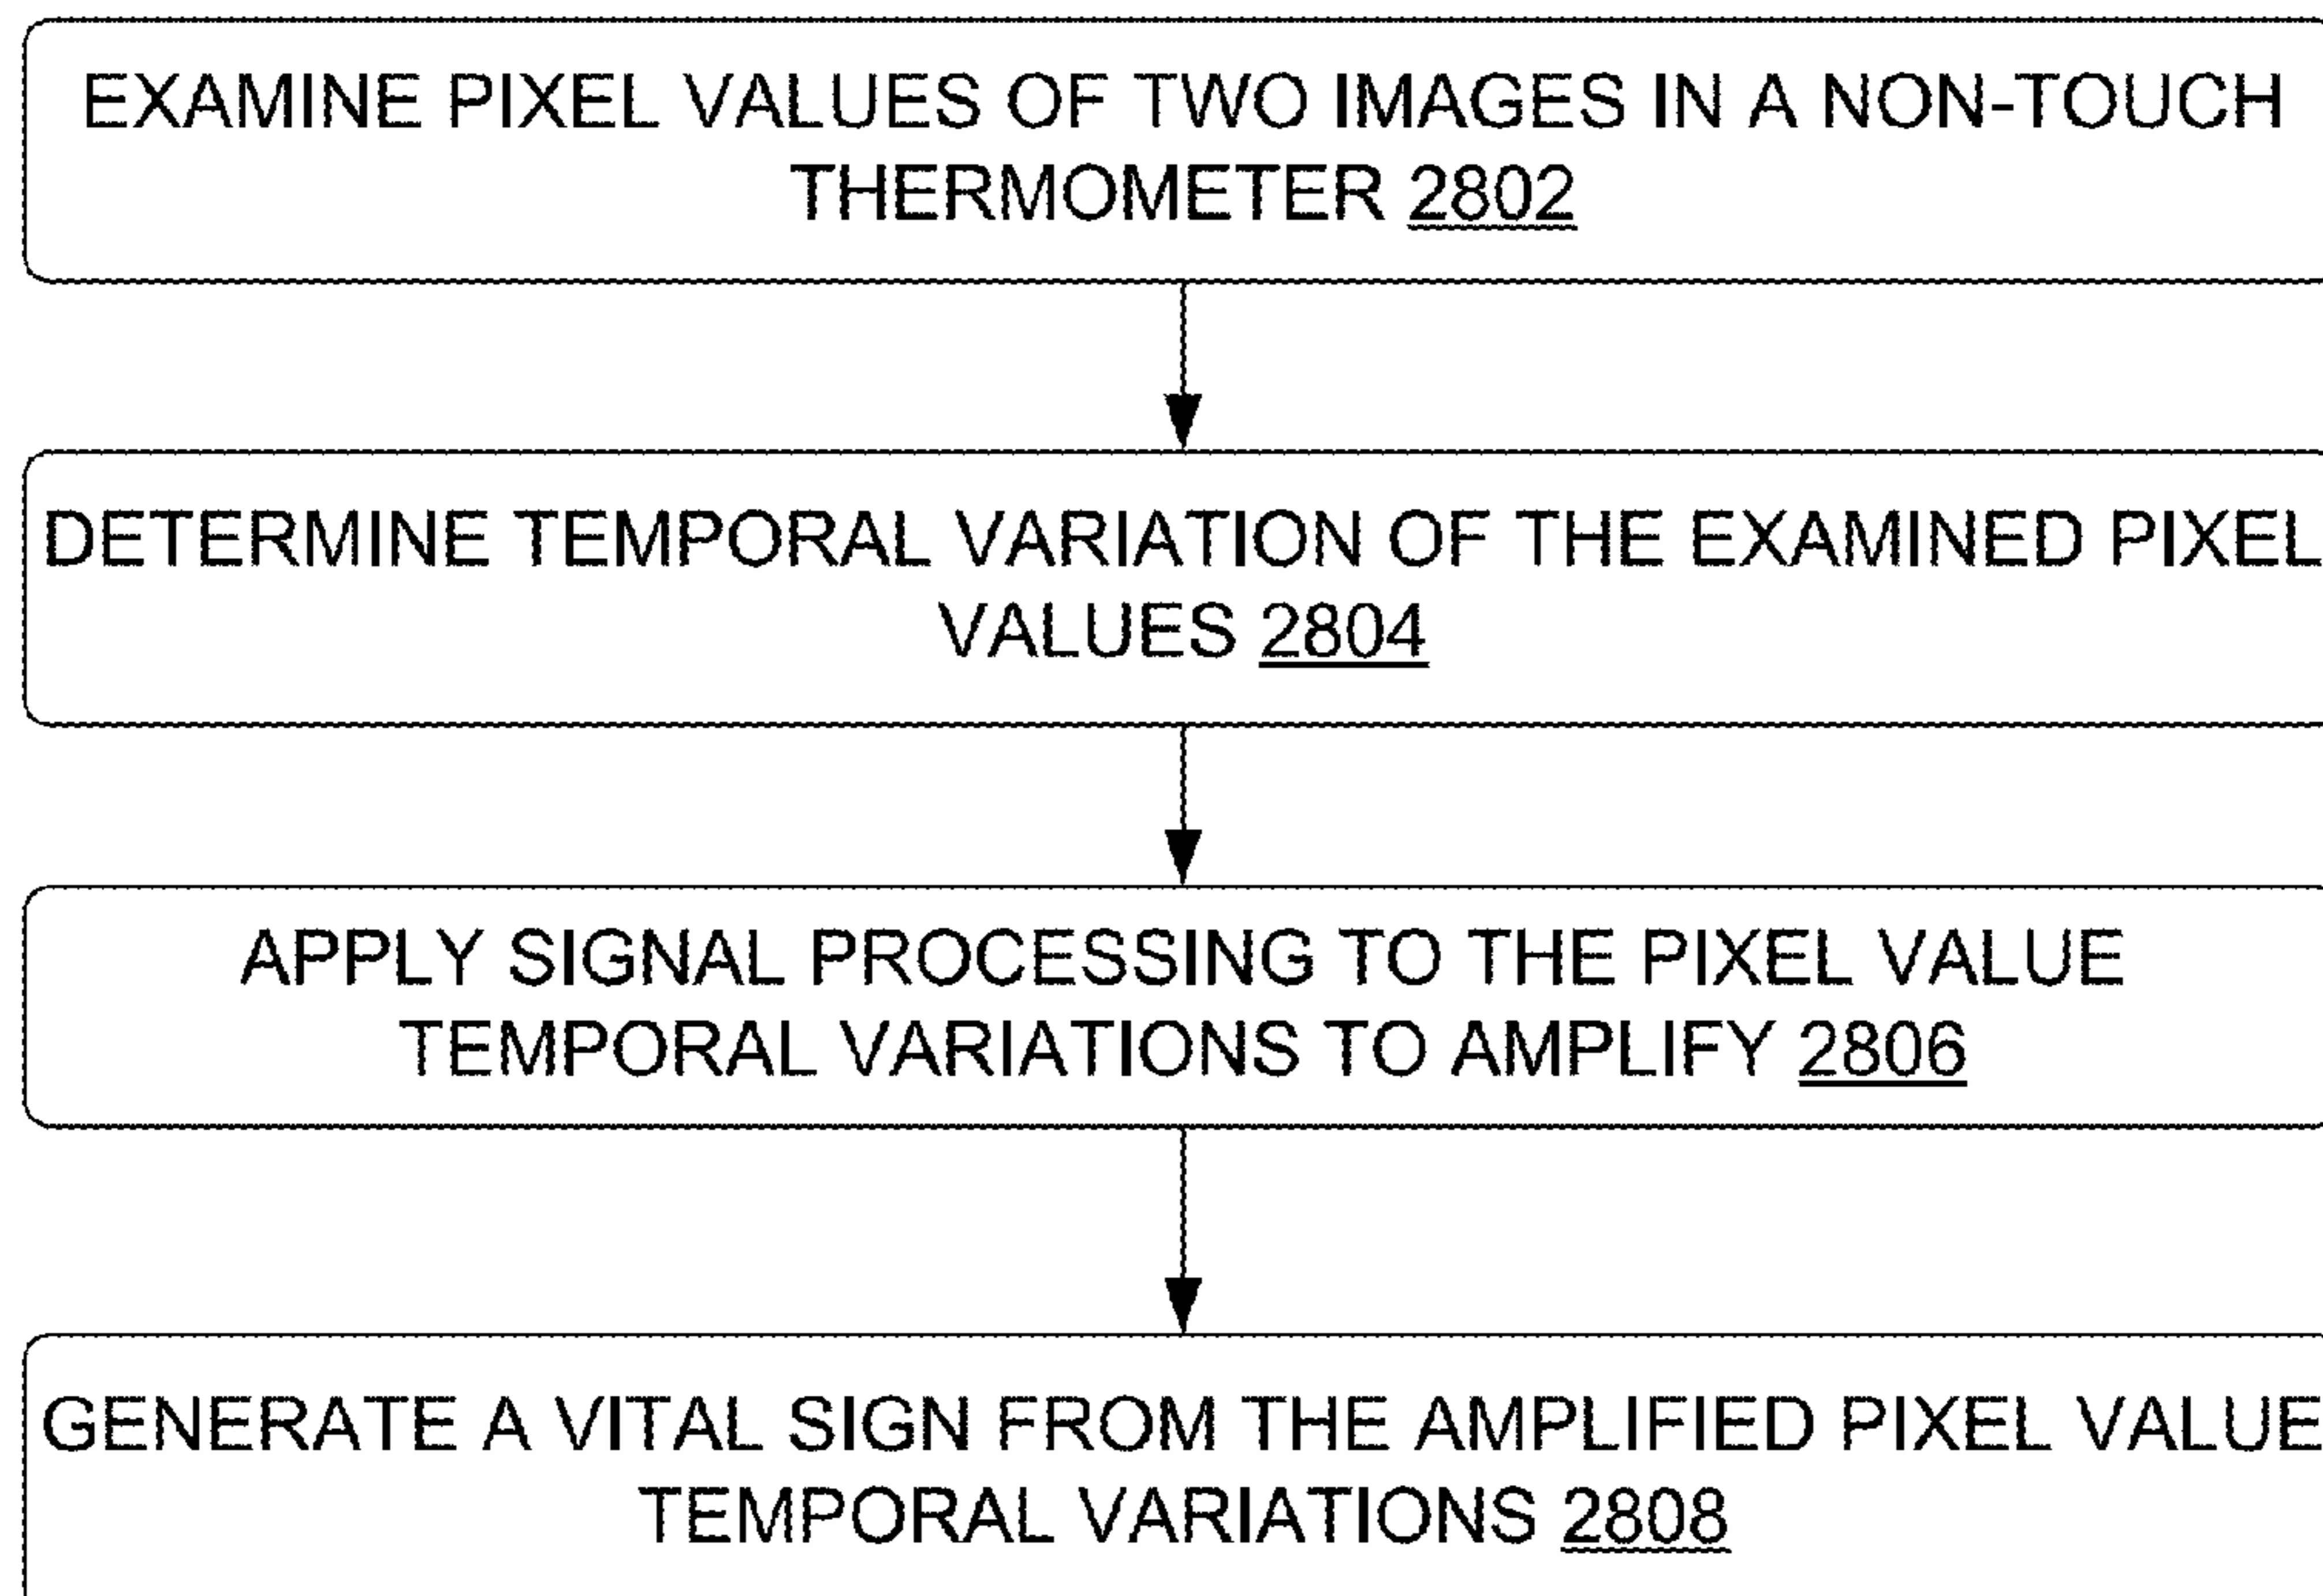 EXAMINE PIXEL VALUES OF TWO IMAGES IN A NON-TOUCH
THERMOMETER 2802
DETERMINE TEMPORAL VARIATION OF THE EXAMINED PIXEL
VALUES 2804
APPLY SIGNAL PROCESSING TO THE PIXEL VALUE
TEMPORAL VARIATIONS TO AMPLIFY 2806
GENERATE A VITAL SIGN FROM THE AMPLIFIED PIXEL VALUE
TEMPORAL VARIATIONS 2808